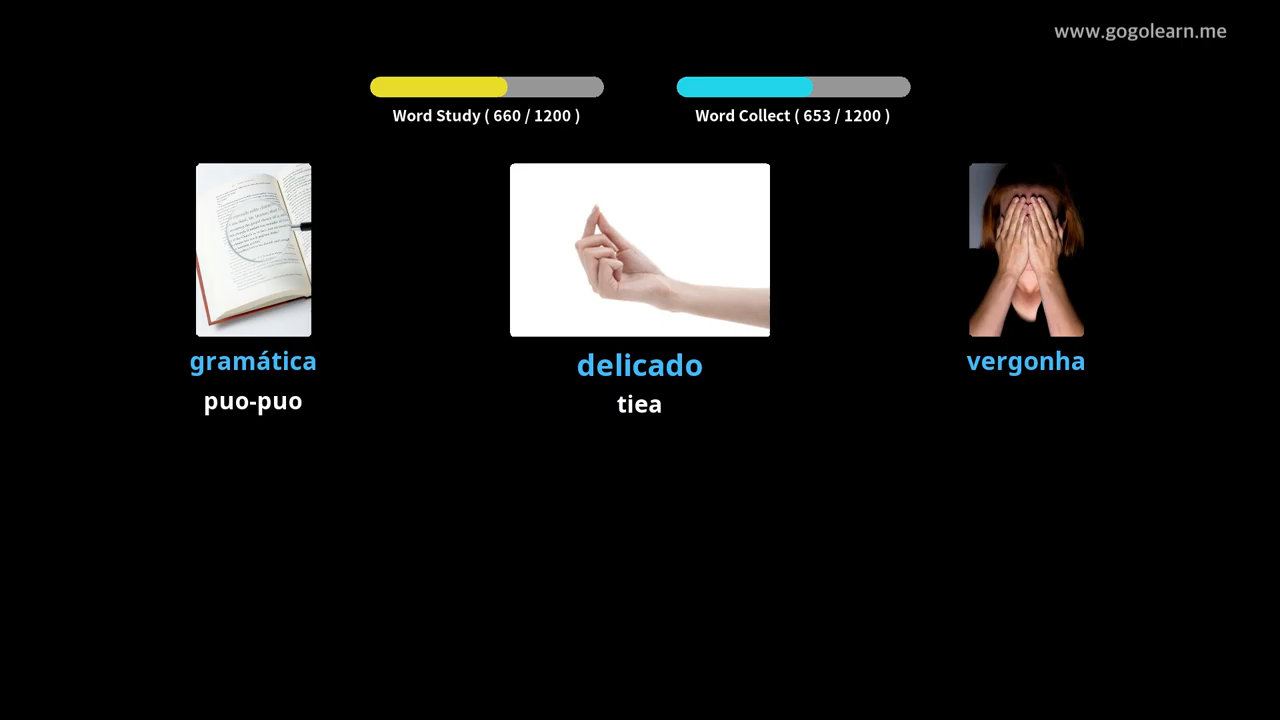 www.gogolearn.me
Word Study ( 660 / 1200 )
Word Collect ( 653 / 1200 )
gramática
puo-puo
delicado
tiea
vergonha